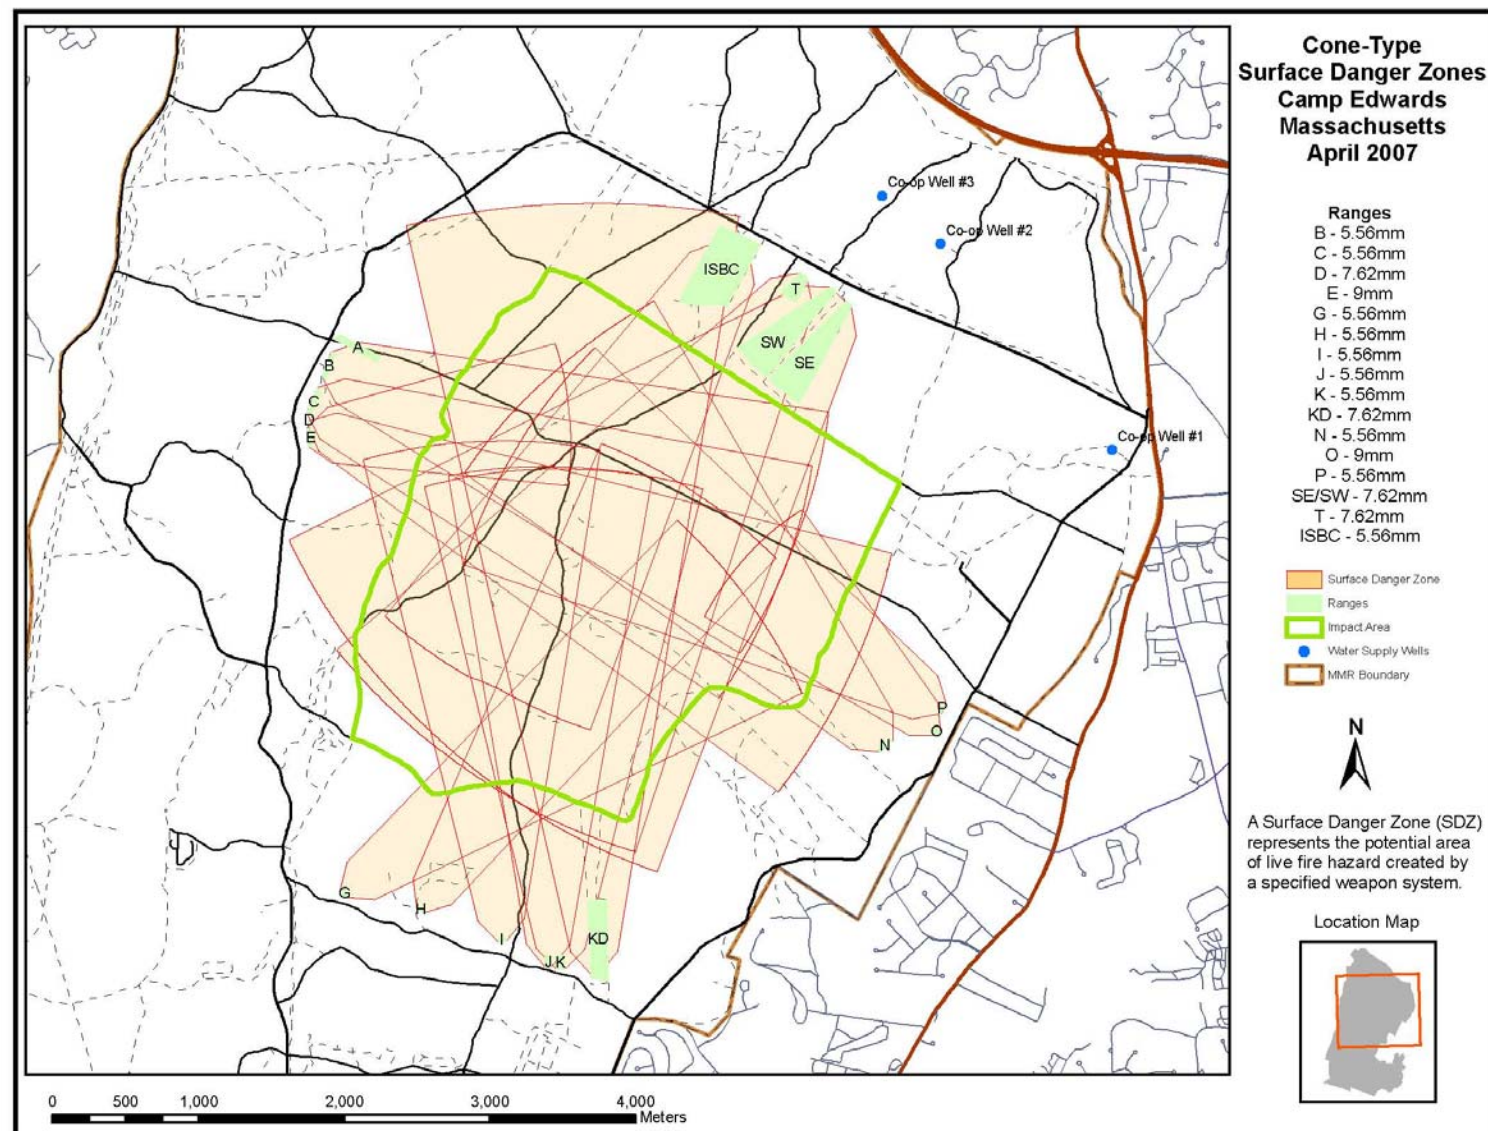 Cone-Type
Surface Danger Zones
Camp Edwards
Massachusetts
April 2007
Ranges
B - 5.56mm
C - 5.56mm
D - 7.62mm
E - 9mm
G - 5.56mm
H - 5.56mm
I - 5.56mm
J - 5.56mm
K - 5.56mm
KD - 7.62mm
N - 5.56mm
O - 9mm
P - 5.56mm
SE/SW - 7.62mm
T - 7.62mm
ISBC - 5.56mm
Surface Danger Zone
Ranges
Impact Area
Water Supply Wells
MMR Boundary
N
A Surface Danger Zone (SDZ)
represents the potential area
of live fire hazard created by
a specified weapon system.
Location Map
Co-op Well #3
Co-op Well #2
ISBC
T
SW
SE
A
B
C
D
E
Co-op Well #1
P
O
N
G
H
I
J K
KD
0 500 1,000 2,000 3,000 4,000
Meters